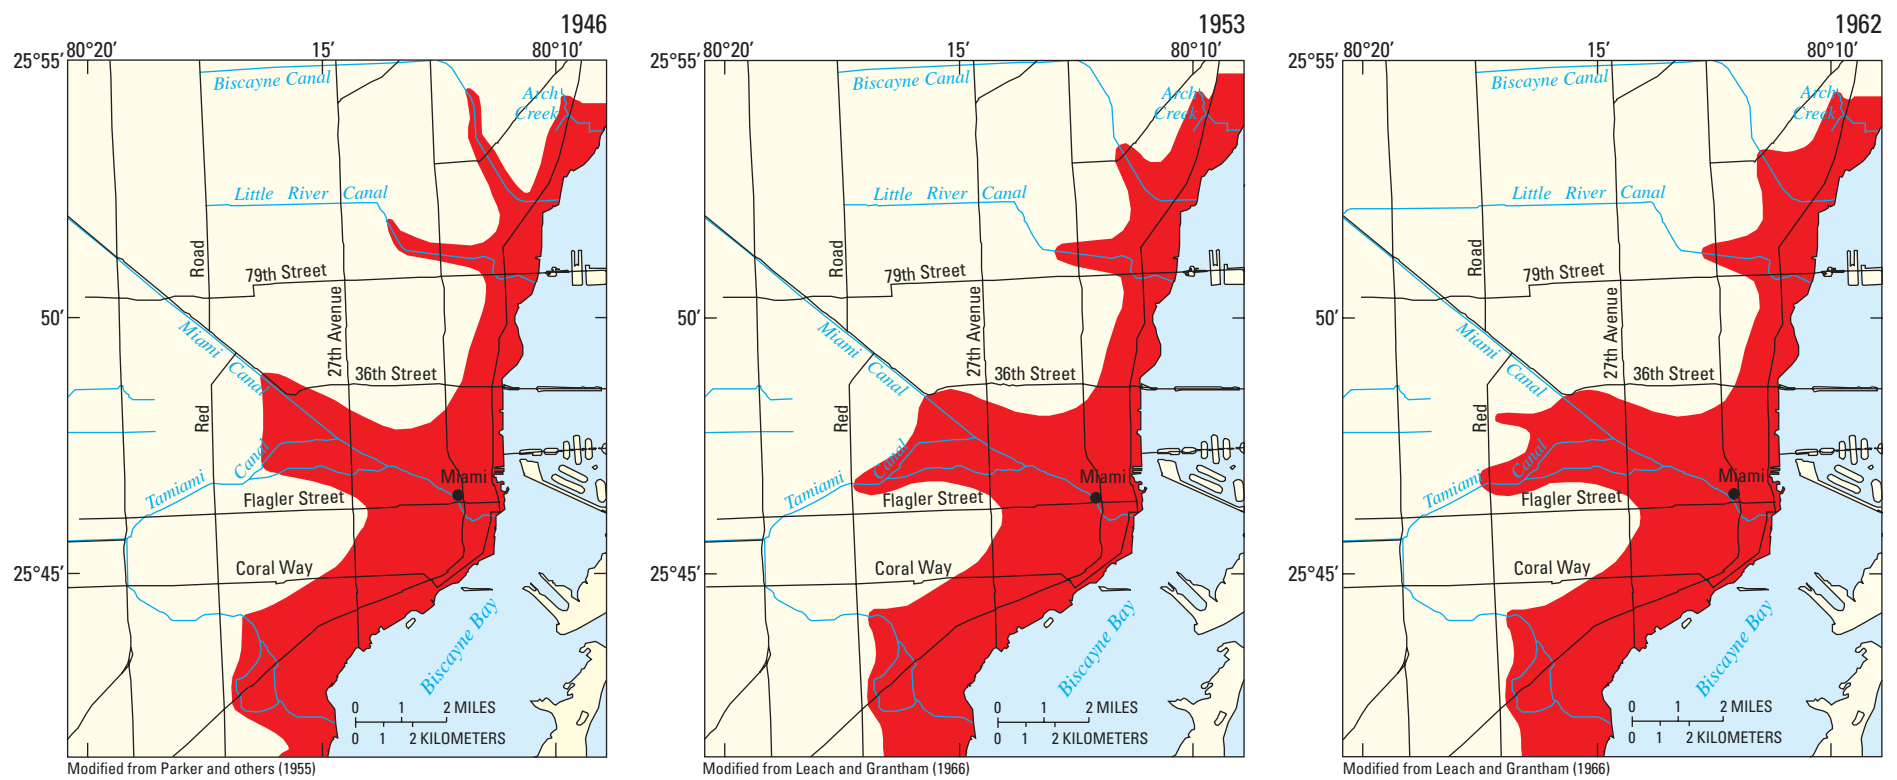 1946
80°20′ 15′ 80°10′
25°55′
Biscayne Canal
Arch
Creek
Little River Canal
Road
79th Street
50′
Miami
Canal
27th Avenue
36th Street
Red
Tamiami
Canal
Miami
Flagler Street
25°45′
Coral Way
Biscayne Bay
0 1 2 MILES
0 1 2 KILOMETERS
Modified from Parker and others (1955)
1953
80°20′ 15′ 80°10′
25°55′
Biscayne Canal
Arch
Creek
Little River Canal
Road
79th Street
50′
Miami
Canal
27th Avenue
36th Street
Red
Tamiami
Canal
Miami
Flagler Street
25°45′
Coral Way
Biscayne Bay
0 1 2 MILES
0 1 2 KILOMETERS
Modified from Leach and Grantham (1966)
1962
80°20′ 15′ 80°10′
25°55′
Biscayne Canal
Arch
Creek
Little River Canal
Road
79th Street
50′
Miami
Canal
27th Avenue
36th Street
Red
Tamiami
Canal
Miami
Flagler Street
25°45′
Coral Way
Biscayne Bay
0 1 2 MILES
0 1 2 KILOMETERS
Modified from Leach and Grantham (1966)